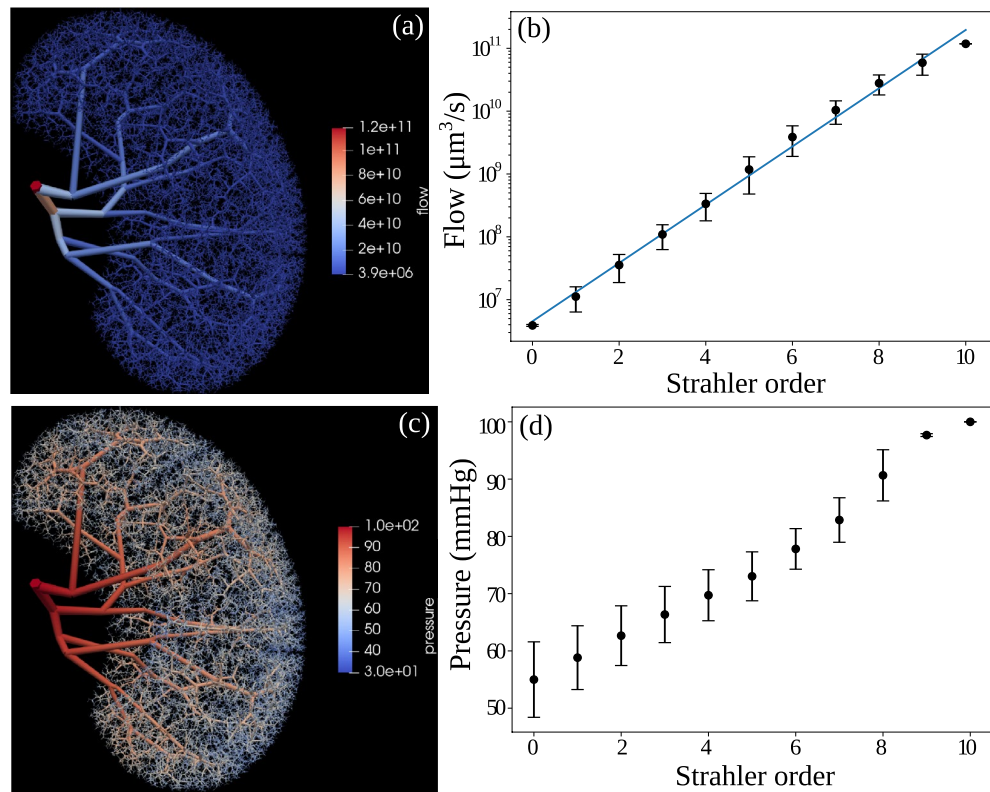 (a)
1.2e+11
1e+11
8e+10
6e+10
4e+10
2e+10
3.9e+06
flow
(b)
Flow (μm³/s)
10¹¹
10¹⁰
10⁹
10⁸
10⁷
0 2 4 6 8 10
Strahler order
(c)
1.0e+02
90
80
70
60
50
40
3.0e+01
pressure
(d)
Pressure (mmHg)
100
90
80
70
60
50
0 2 4 6 8 10
Strahler order